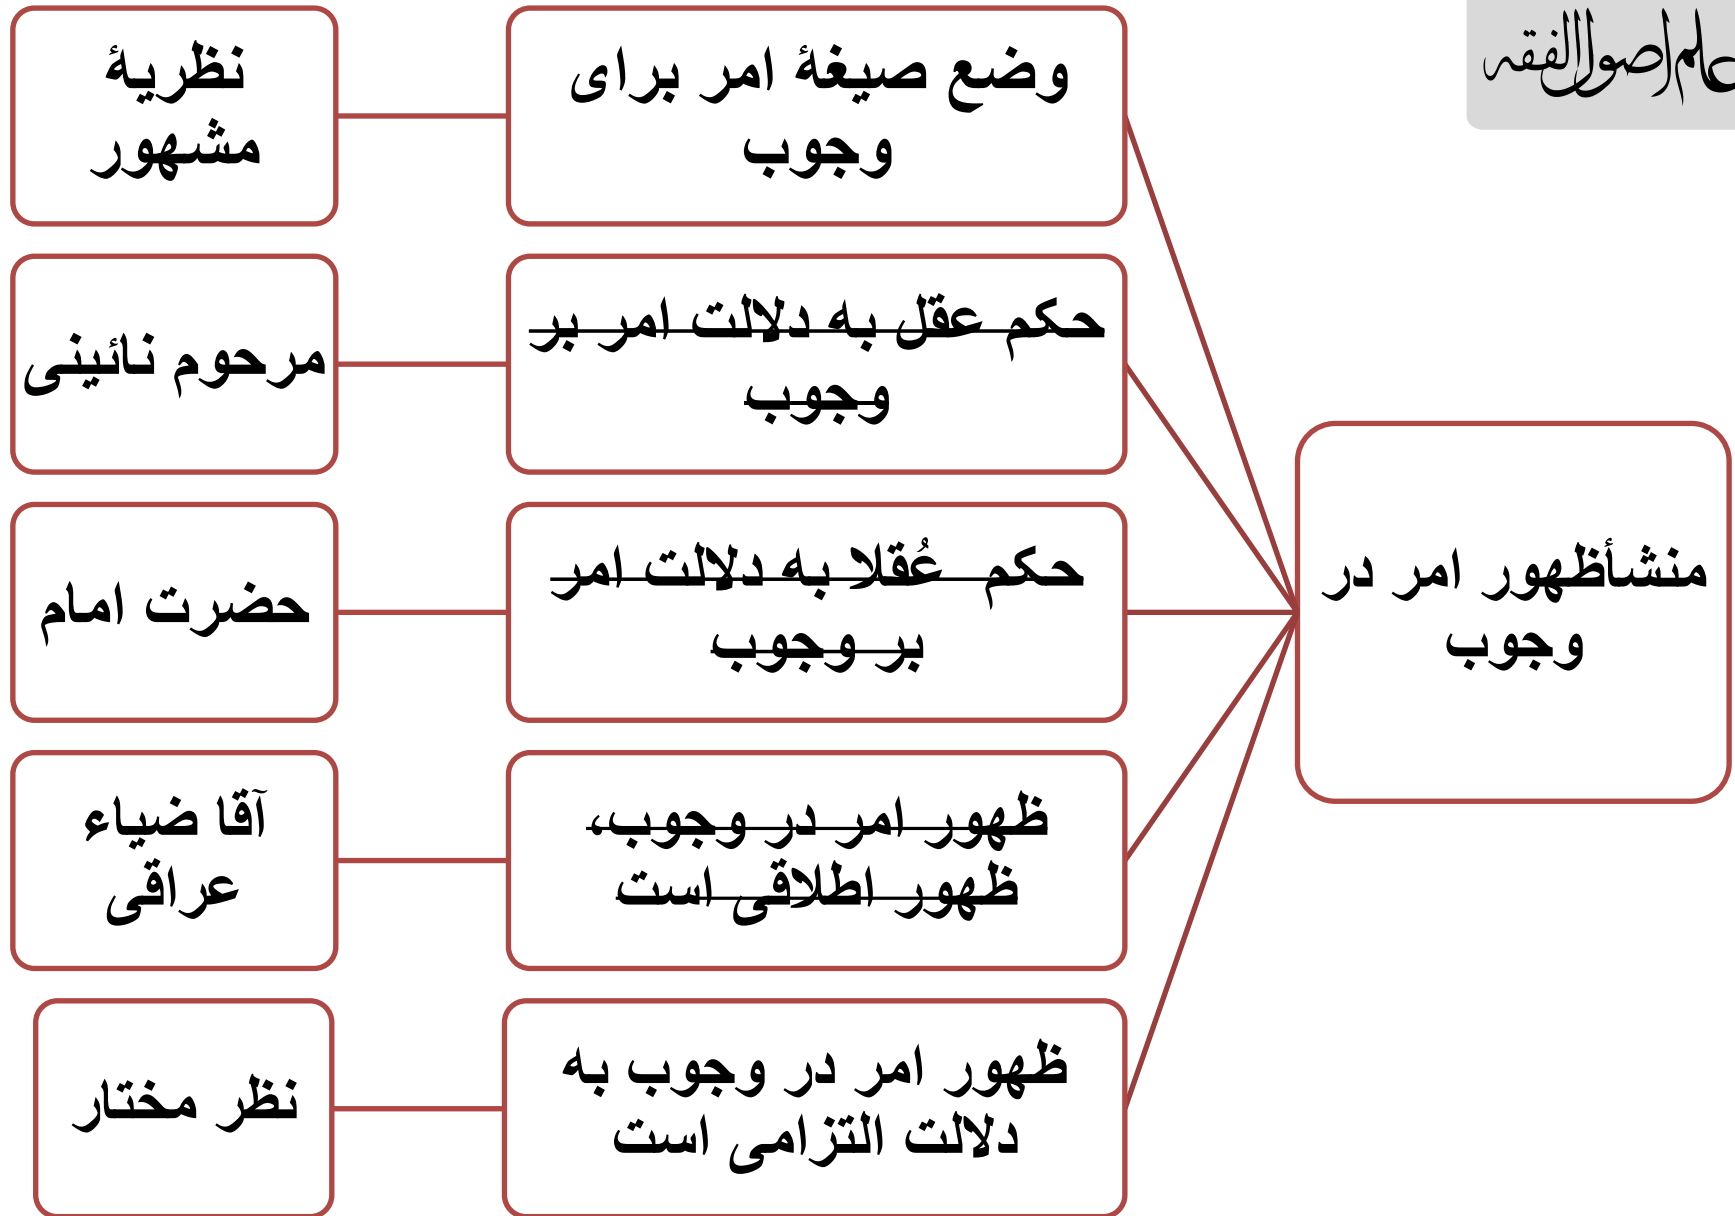 علم اصول الفقه
منشأظهور امر در
وجوب
وضع صیغهٔ امر برای
وجوب
نظریهٔ
مشهور
حکم عقل به دلالت امر بر
وجوب
مرحوم نائینی
حکم عُقلا به دلالت امر
بر وجوب
حضرت امام
ظهور امر در وجوب،
ظهور اطلاقی است
آقا ضیاء
عراقی
ظهور امر در وجوب به
دلالت التزامی است
نظر مختار